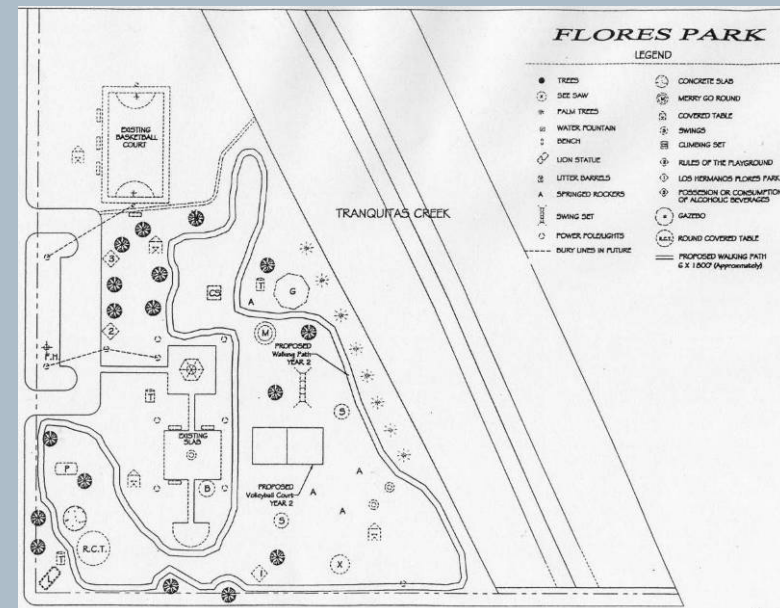 FLORES PARK
LEGEND
TREES
SEE SAW
PALM TREES
WATER FOUNTAIN
BENCH
LION STATUE
LITTER BARRELS
A SPRINGED ROCKERS
SWING SET
POWER POLE/LIGHTS
BURY LINES IN FUTURE
CONCRETE SLAB
M MERRY GO ROUND
COVERED TABLE
SWINGS
CLIMBING SET
RULES OF THE PLAYGROUND
LOS HERMANOS FLORES PARK
POSSESION OR CONSUMPTION
OF ALCOHOLIC BEVERAGES
GAZEBO
R.C.T. ROUND COVERED TABLE
PROPOSED WALKING PATH
6 X 1800' (Approximately)
EXISTING
BASKETBALL
COURT
TRANQUITAS CREEK
3
T
G
CS
A
2
M
PROPOSED
Walking Path
YEAR 2
P.H.
T
S
EXISTING
SLAB
P
B
PROPOSED
Volleyball Court
YEAR 2
A
A
A
S
R.C.T.
T
1
X